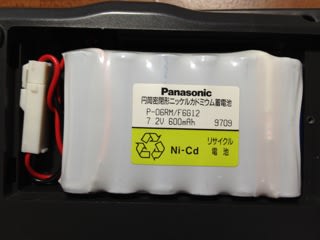 Panasonic
円筒密閉形ニッケルカドミウム蓄電池
P-06RM/F6G12
7.2V 600mAh 9709
Ni-Cd
リサイクル
電池